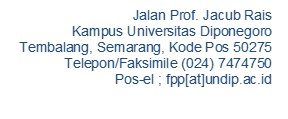 Jalan Prof. Jacub Rais
Kampus Universitas Diponegoro
Tembalang, Semarang, Kode Pos 50275
Telepon/Faksimile (024) 7474750
Pos-el ; fpp[at]undip.ac.id